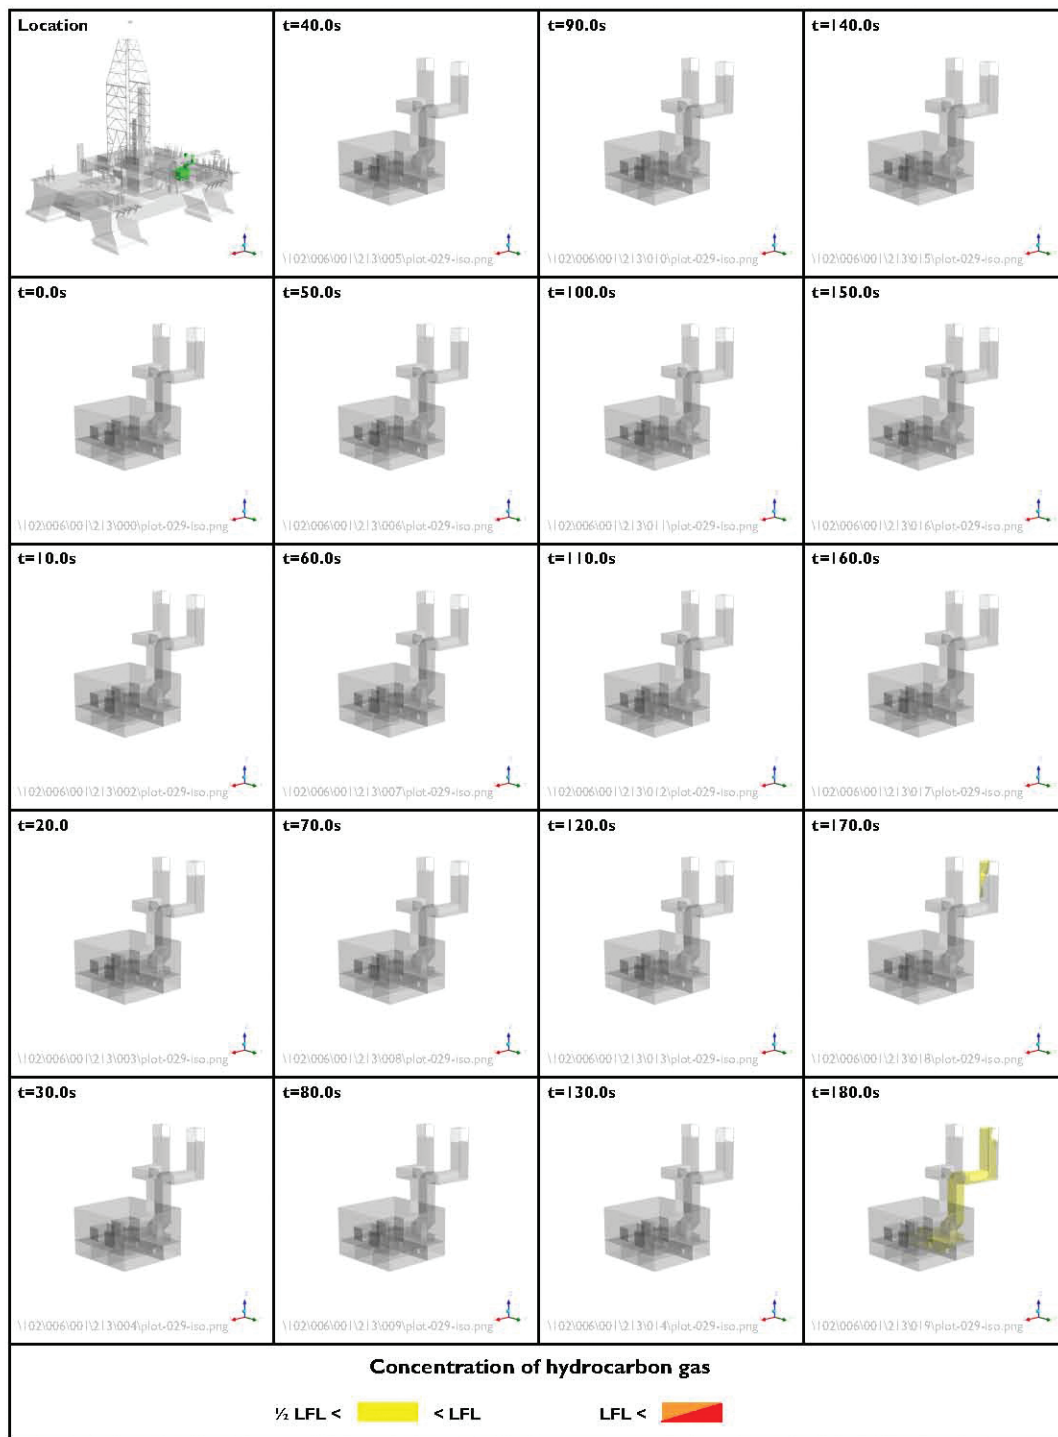 Location
t=40.0s
t=90.0s
t=140.0s
\102\006\001\213\005\plot-029-iso.png
\102\006\001\213\010\plot-029-iso.png
\102\006\001\213\015\plot-029-iso.png
t=0.0s
t=50.0s
t=100.0s
t=150.0s
\102\006\001\213\000\plot-029-iso.png
\102\006\001\213\006\plot-029-iso.png
\102\006\001\213\011\plot-029-iso.png
\102\006\001\213\016\plot-029-iso.png
t=10.0s
t=60.0s
t=110.0s
t=160.0s
\102\006\001\213\002\plot-029-iso.png
\102\006\001\213\007\plot-029-iso.png
\102\006\001\213\012\plot-029-iso.png
\102\006\001\213\017\plot-029-iso.png
t=20.0
t=70.0s
t=120.0s
t=170.0s
\102\006\001\213\003\plot-029-iso.png
\102\006\001\213\008\plot-029-iso.png
\102\006\001\213\013\plot-029-iso.png
\102\006\001\213\018\plot-029-iso.png
t=30.0s
t=80.0s
t=130.0s
t=180.0s
\102\006\001\213\004\plot-029-iso.png
\102\006\001\213\009\plot-029-iso.png
\102\006\001\213\014\plot-029-iso.png
\102\006\001\213\019\plot-029-iso.png
Concentration of hydrocarbon gas
½ LFL < < LFL LFL <